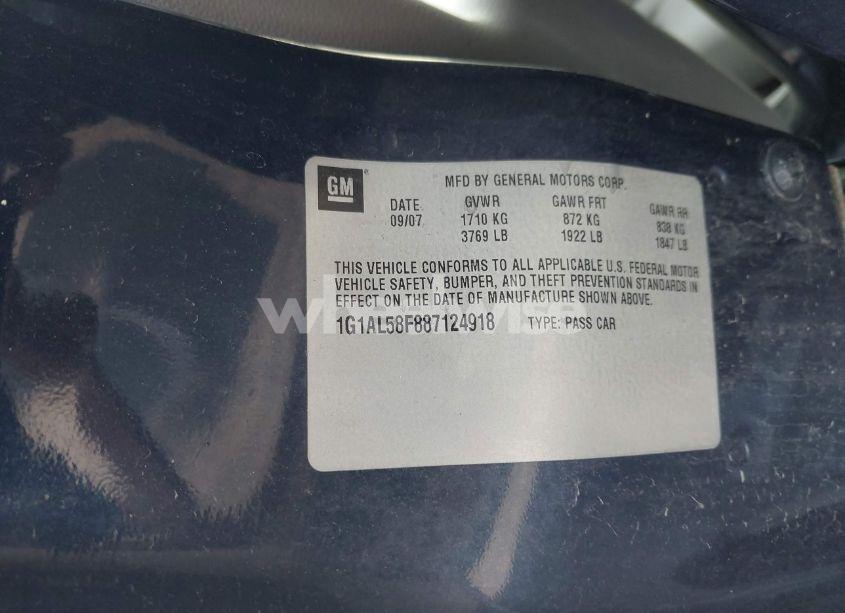 GM
MFD BY GENERAL MOTORS CORP.
DATE GVWR GAWR FRT GAWR RR
09/07 1710 KG 872 KG 838 KG
3769 LB 1922 LB 1847 LB
THIS VEHICLE CONFORMS TO ALL APPLICABLE U.S. FEDERAL MOTOR
VEHICLE SAFETY, BUMPER, AND THEFT PREVENTION STANDARDS IN
EFFECT ON THE DATE OF MANUFACTURE SHOWN ABOVE.
1G1AL58F887124918 TYPE: PASS CAR